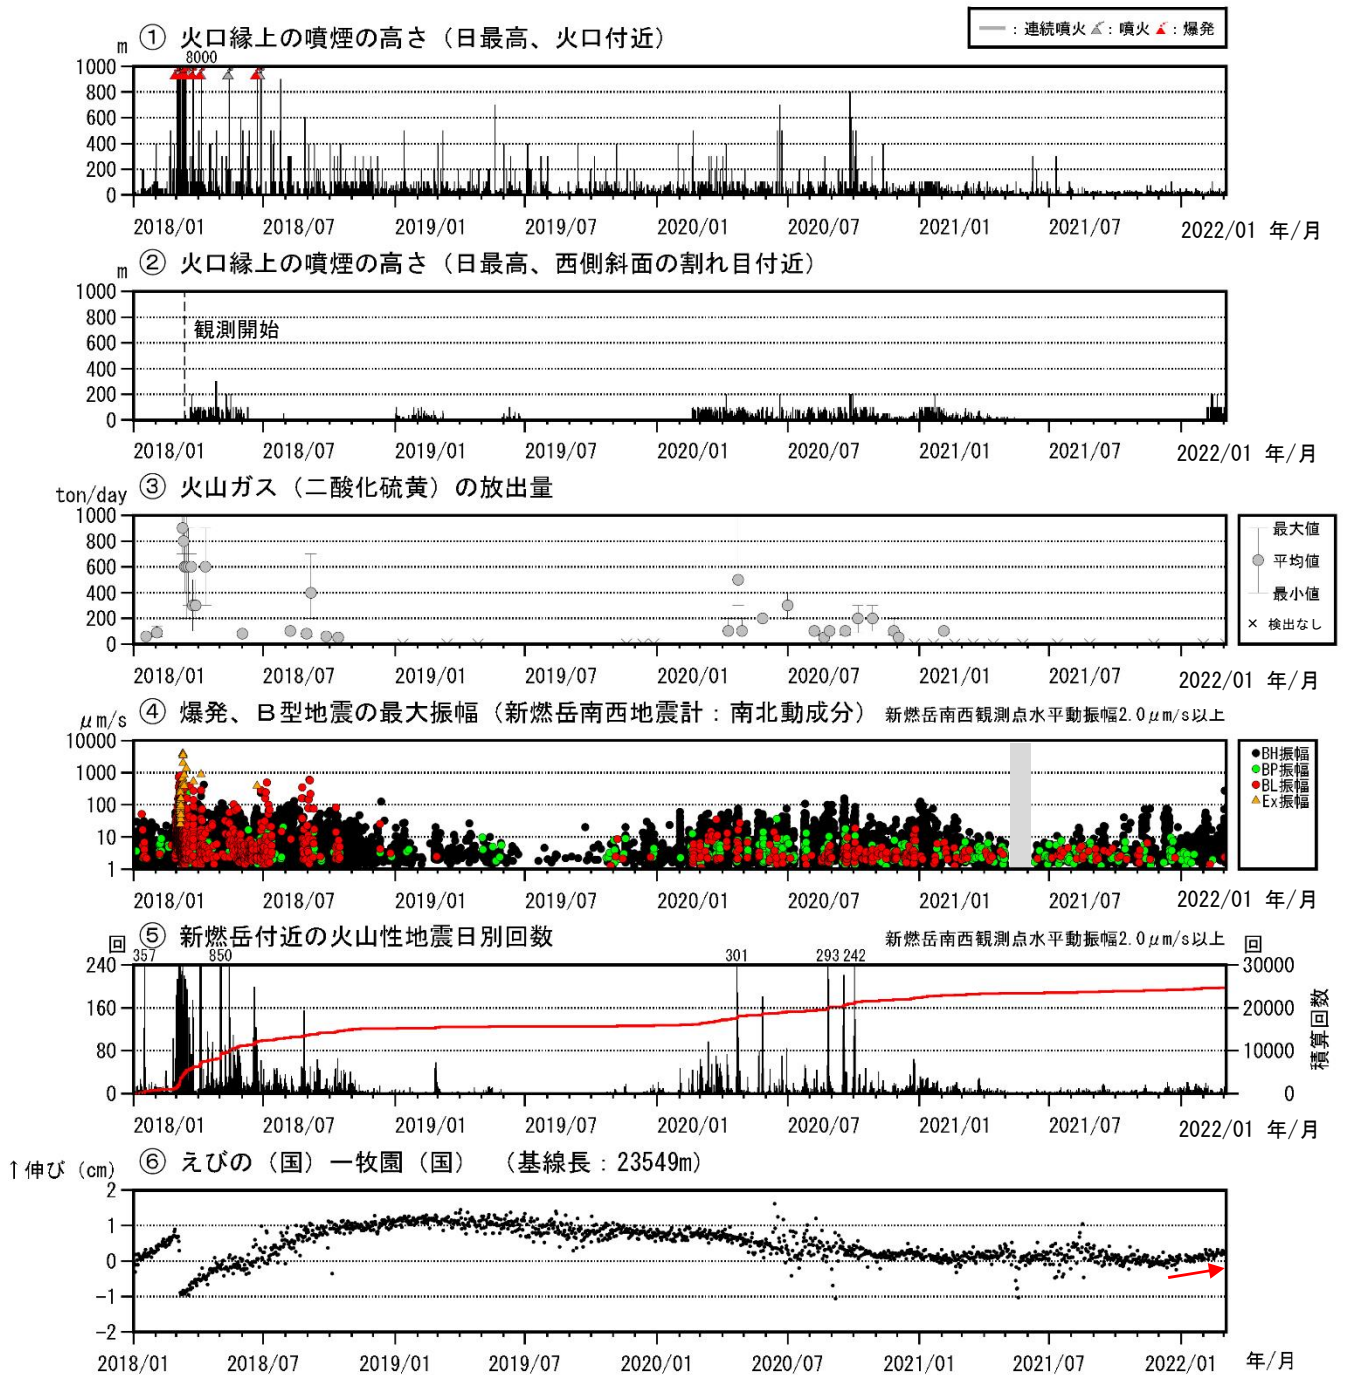 ① 火口縁上の噴煙の高さ（日最高、火口付近）
━：連続噴火 ：噴火 ：爆発
m
8000
1000
800
600
400
200
0
2018/01 2018/07 2019/01 2019/07 2020/01 2020/07 2021/01 2021/07 2022/01 年/月
② 火口縁上の噴煙の高さ（日最高、西側斜面の割れ目付近）
m
1000
800
600
400
200
0
観測開始
2018/01 2018/07 2019/01 2019/07 2020/01 2020/07 2021/01 2021/07 2022/01 年/月
③ 火山ガス（二酸化硫黄）の放出量
ton/day
1000
800
600
400
200
0
最大値
平均値
最小値
× 検出なし
2018/01 2018/07 2019/01 2019/07 2020/01 2020/07 2021/01 2021/07 2022/01 年/月
④ 爆発、Ｂ型地震の最大振幅（新燃岳南西地震計：南北動成分） 新燃岳南西観測点水平動振幅2.0μm/s以上
μm/s
10000
1000
100
10
1
BH振幅
BP振幅
BL振幅
Ex振幅
2018/01 2018/07 2019/01 2019/07 2020/01 2020/07 2021/01 2021/07 2022/01 年/月
⑤ 新燃岳付近の火山性地震日別回数 新燃岳南西観測点水平動振幅2.0μm/s以上
回 回
357 850 301 293 242
240
160
80
0
30000
20000
10000
0
積算回数
2018/01 2018/07 2019/01 2019/07 2020/01 2020/07 2021/01 2021/07 2022/01 年/月
⑥ えびの（国）－牧園（国） （基線長：23549m）
↑伸び（cm）
2
1
0
-1
-2
2018/01 2018/07 2019/01 2019/07 2020/01 2020/07 2021/01 2021/07 2022/01 年/月